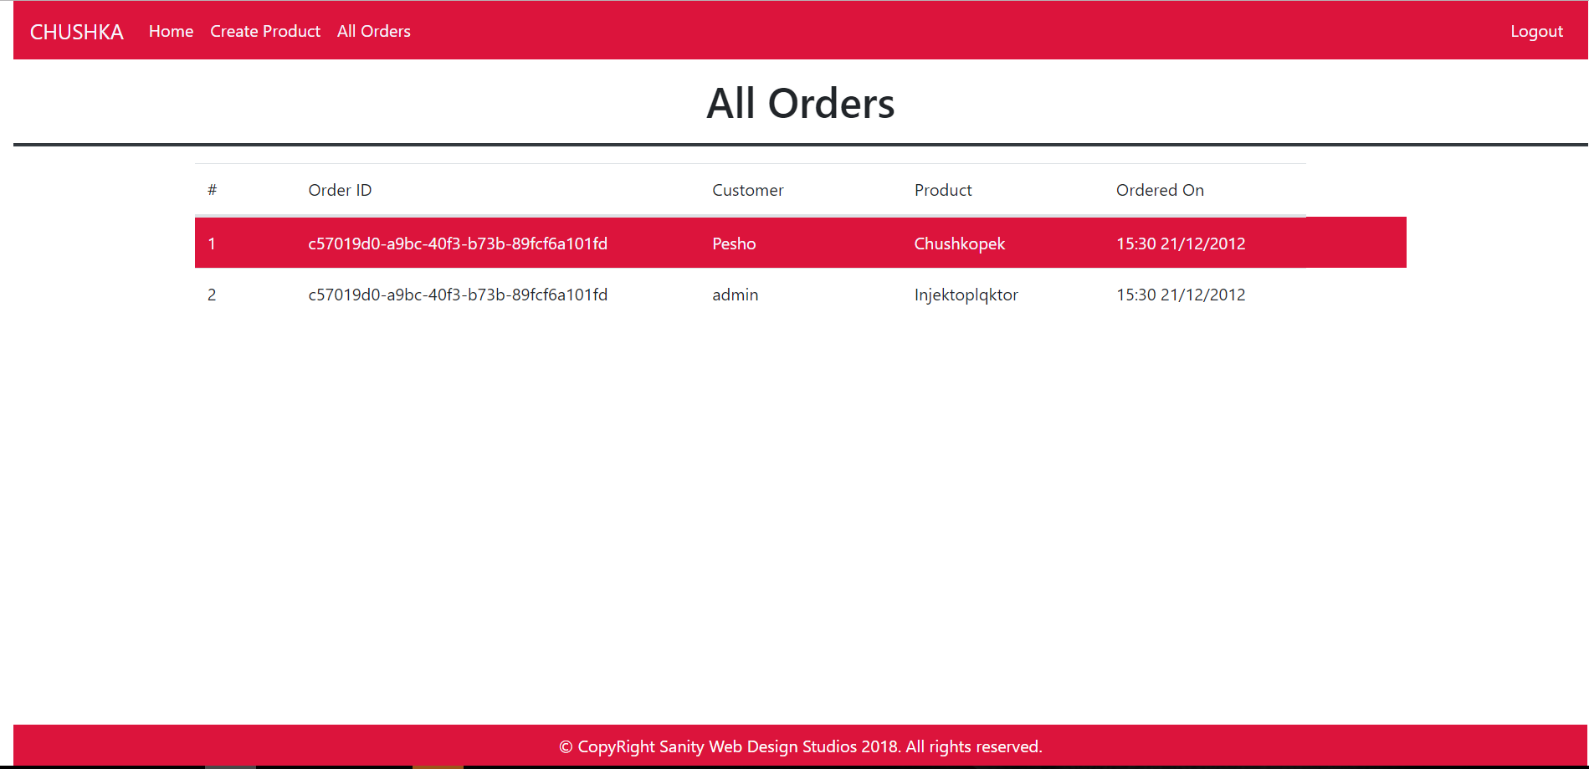 CHUSHKA Home Create Product All Orders Logout
All Orders
# Order ID Customer Product Ordered On
1 c57019d0-a9bc-40f3-b73b-89fcf6a101fd Pesho Chushkopek 15:30 21/12/2012
2 c57019d0-a9bc-40f3-b73b-89fcf6a101fd admin Injektoplqktor 15:30 21/12/2012
© CopyRight Sanity Web Design Studios 2018. All rights reserved.